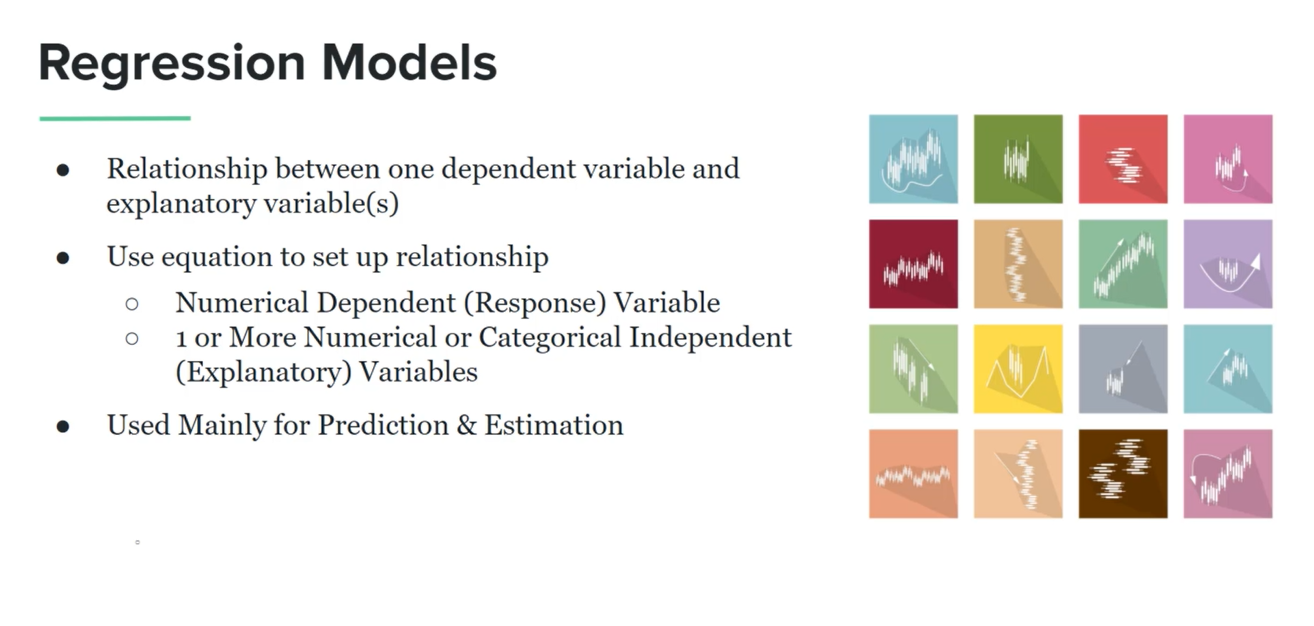 Regression Models
● Relationship between one dependent variable and
explanatory variable(s)
● Use equation to set up relationship
○ Numerical Dependent (Response) Variable
○ 1 or More Numerical or Categorical Independent
(Explanatory) Variables
● Used Mainly for Prediction & Estimation